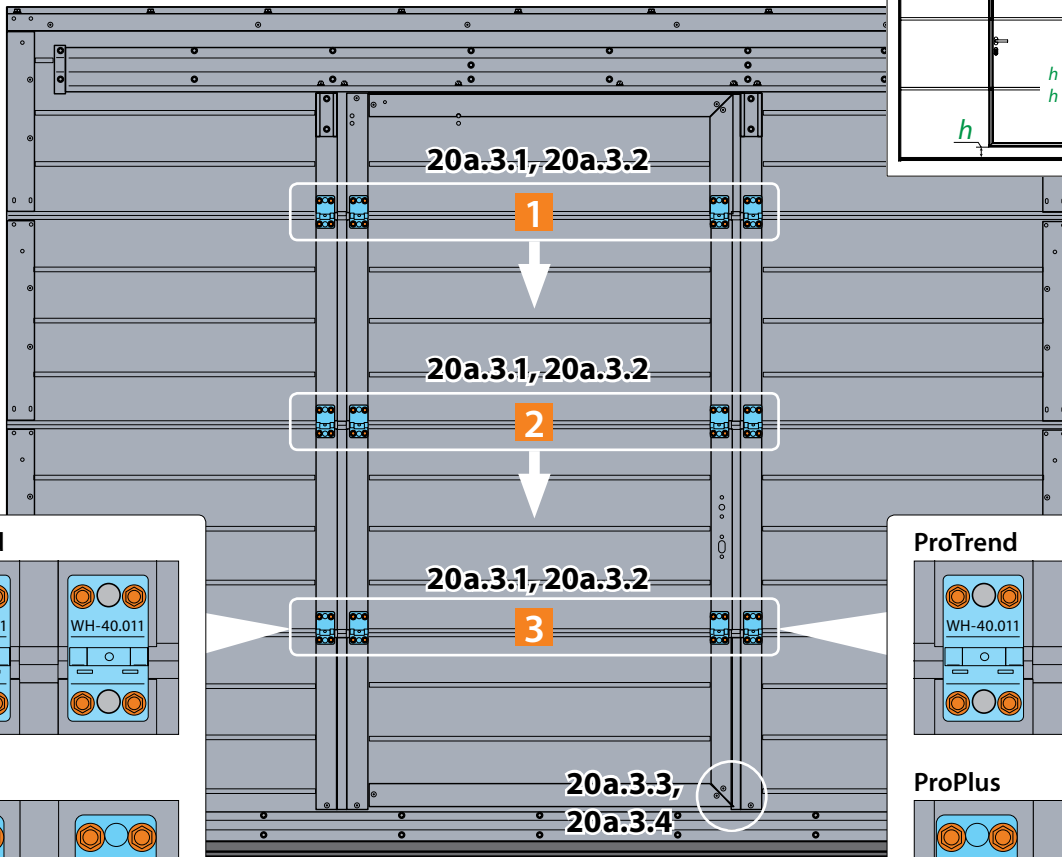 h
h
h
20a.3.1, 20a.3.2
1
20a.3.1, 20a.3.2
2
20a.3.1, 20a.3.2
3
WH-40.011
ProTrend
WH-40.011
20a.3.3,
20a.3.4
ProPlus